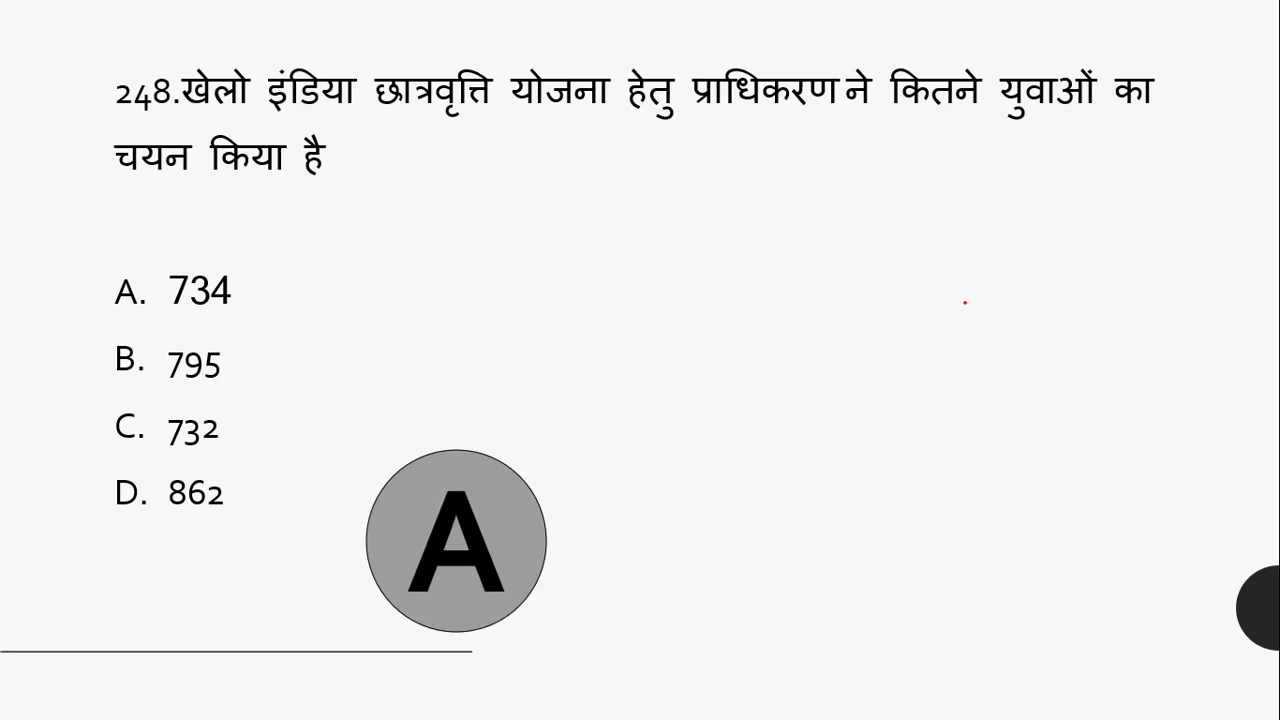 248.खेलो इंडिया छात्रवृत्ति योजना हेतु प्राधिकरण ने कितने युवाओं का
चयन किया है
A. 734
B. 795
C. 732
D. 862
A